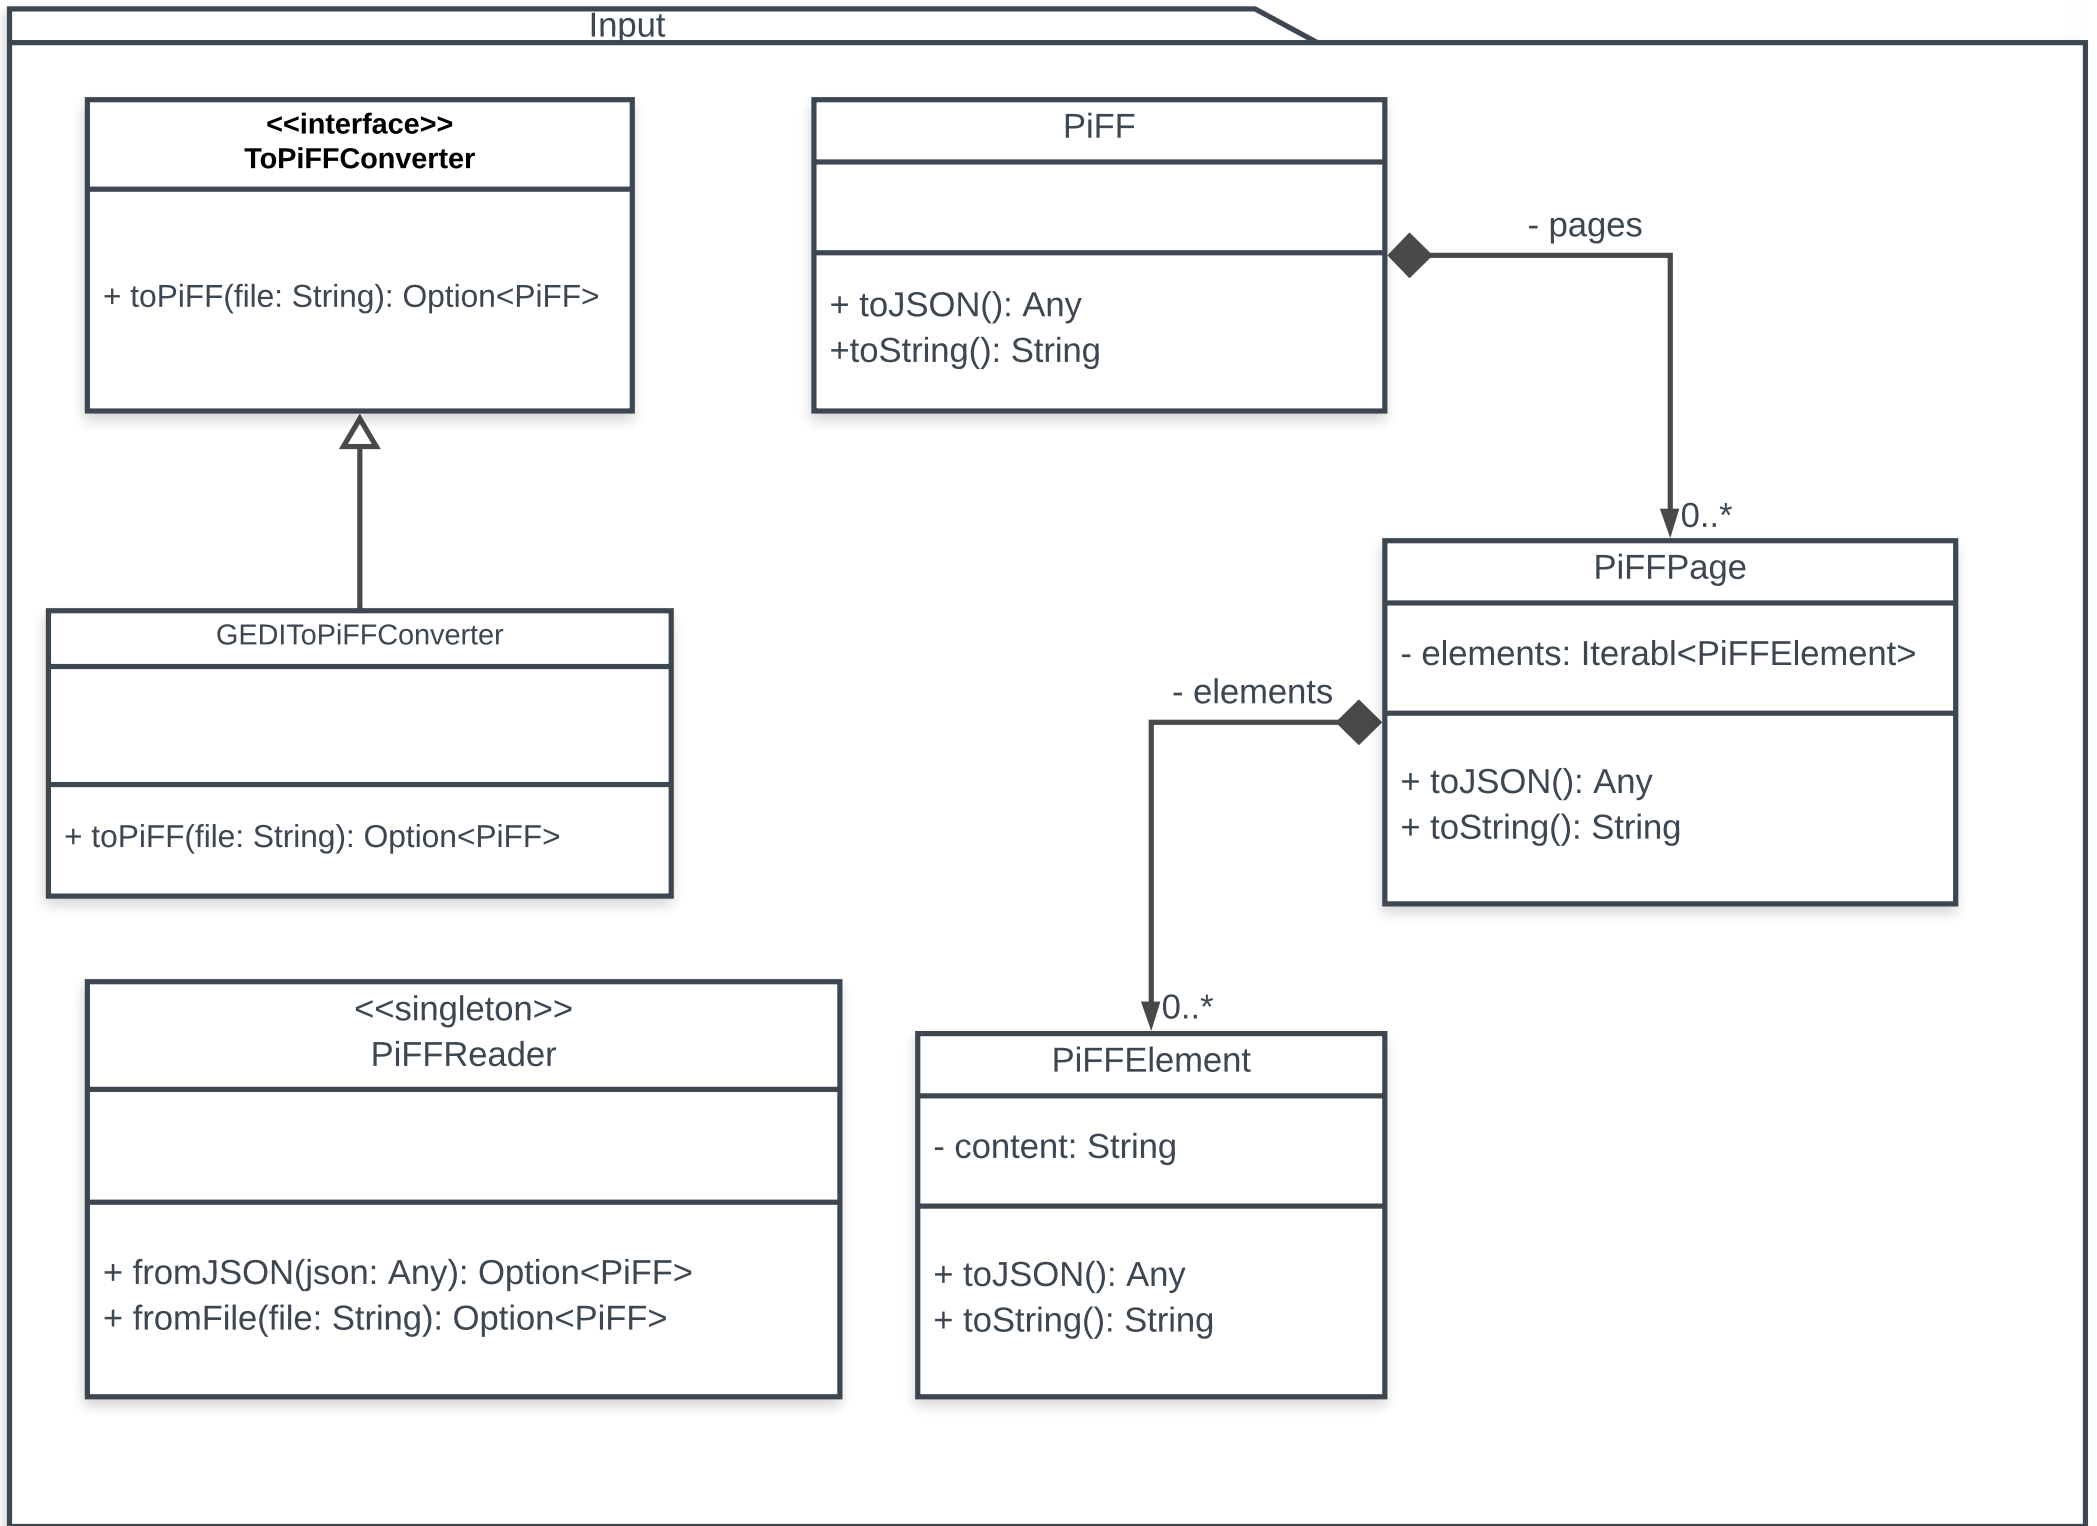 Input
<<interface>>
ToPiFFConverter
+ toPiFF(file: String): Option<PiFF>
PiFF
+ toJSON(): Any
+toString(): String
- pages
0..*
PiFFPage
- elements: Iterabl<PiFFElement>
+ toJSON(): Any
+ toString(): String
GEDIToPiFFConverter
+ toPiFF(file: String): Option<PiFF>
- elements
0..*
<<singleton>>
PiFFReader
+ fromJSON(json: Any): Option<PiFF>
+ fromFile(file: String): Option<PiFF>
PiFFElement
- content: String
+ toJSON(): Any
+ toString(): String